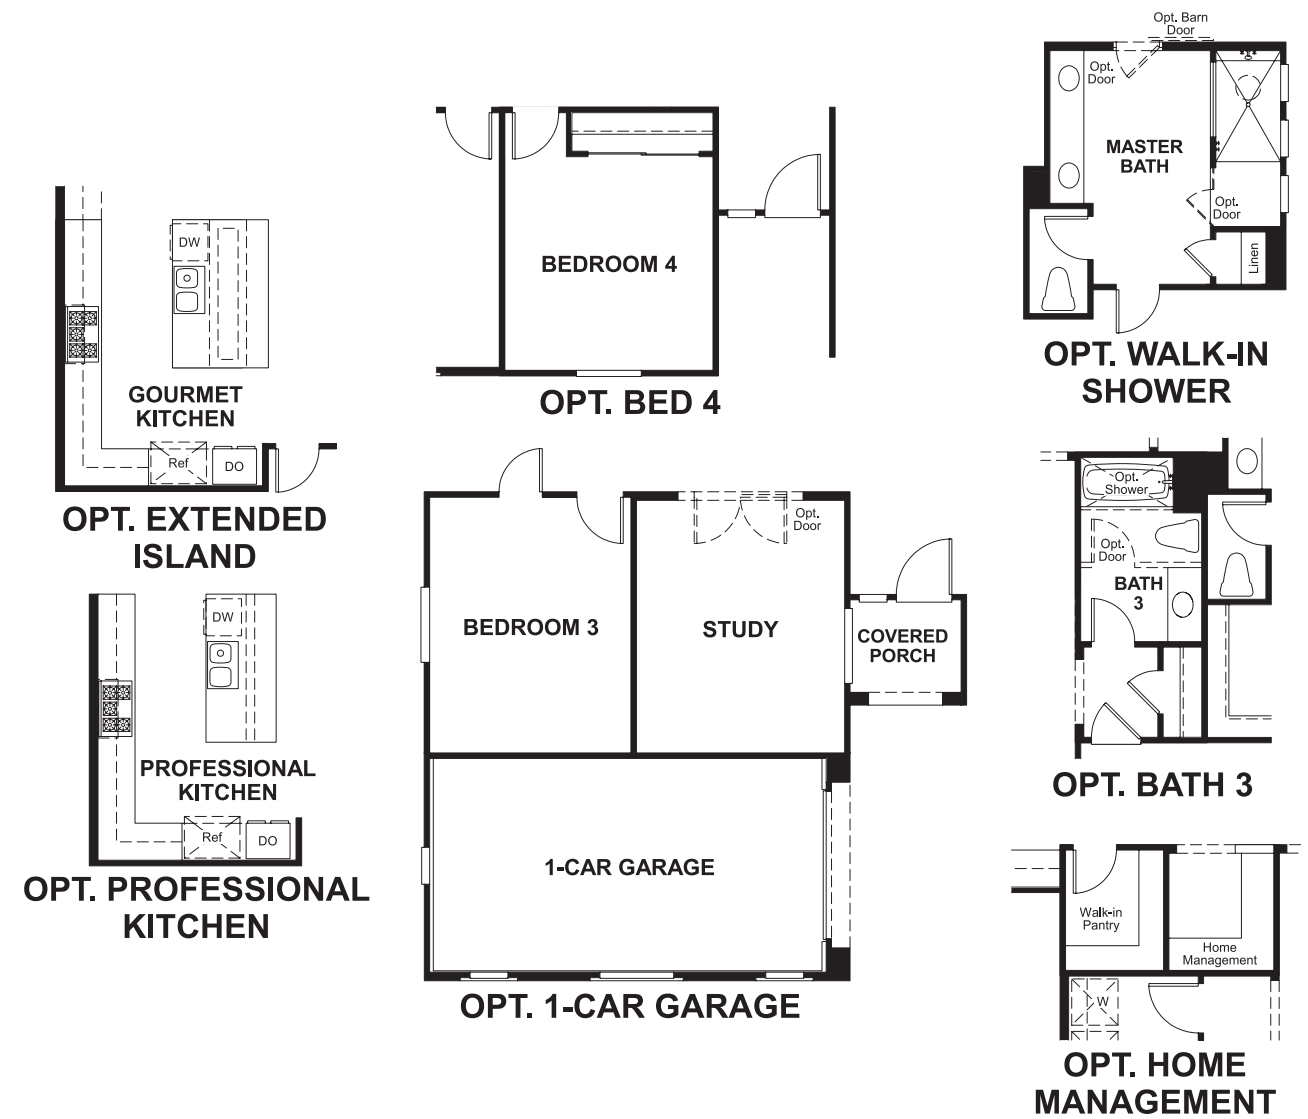 DW
GOURMET
KITCHEN
Ref
DO
OPT. EXTENDED
ISLAND
DW
PROFESSIONAL
KITCHEN
Ref
DO
OPT. PROFESSIONAL
KITCHEN
BEDROOM 4
OPT. BED 4
Opt.
Door
BEDROOM 3
STUDY
COVERED
PORCH
1-CAR GARAGE
OPT. 1-CAR GARAGE
Opt. Barn
Door
Opt.
Door
MASTER
BATH
Opt.
Door
Linen
OPT. WALK-IN
SHOWER
Opt.
Shower
Opt.
Door
BATH
3
OPT. BATH 3
Walk-in
Pantry
Home
Management
W
OPT. HOME
MANAGEMENT